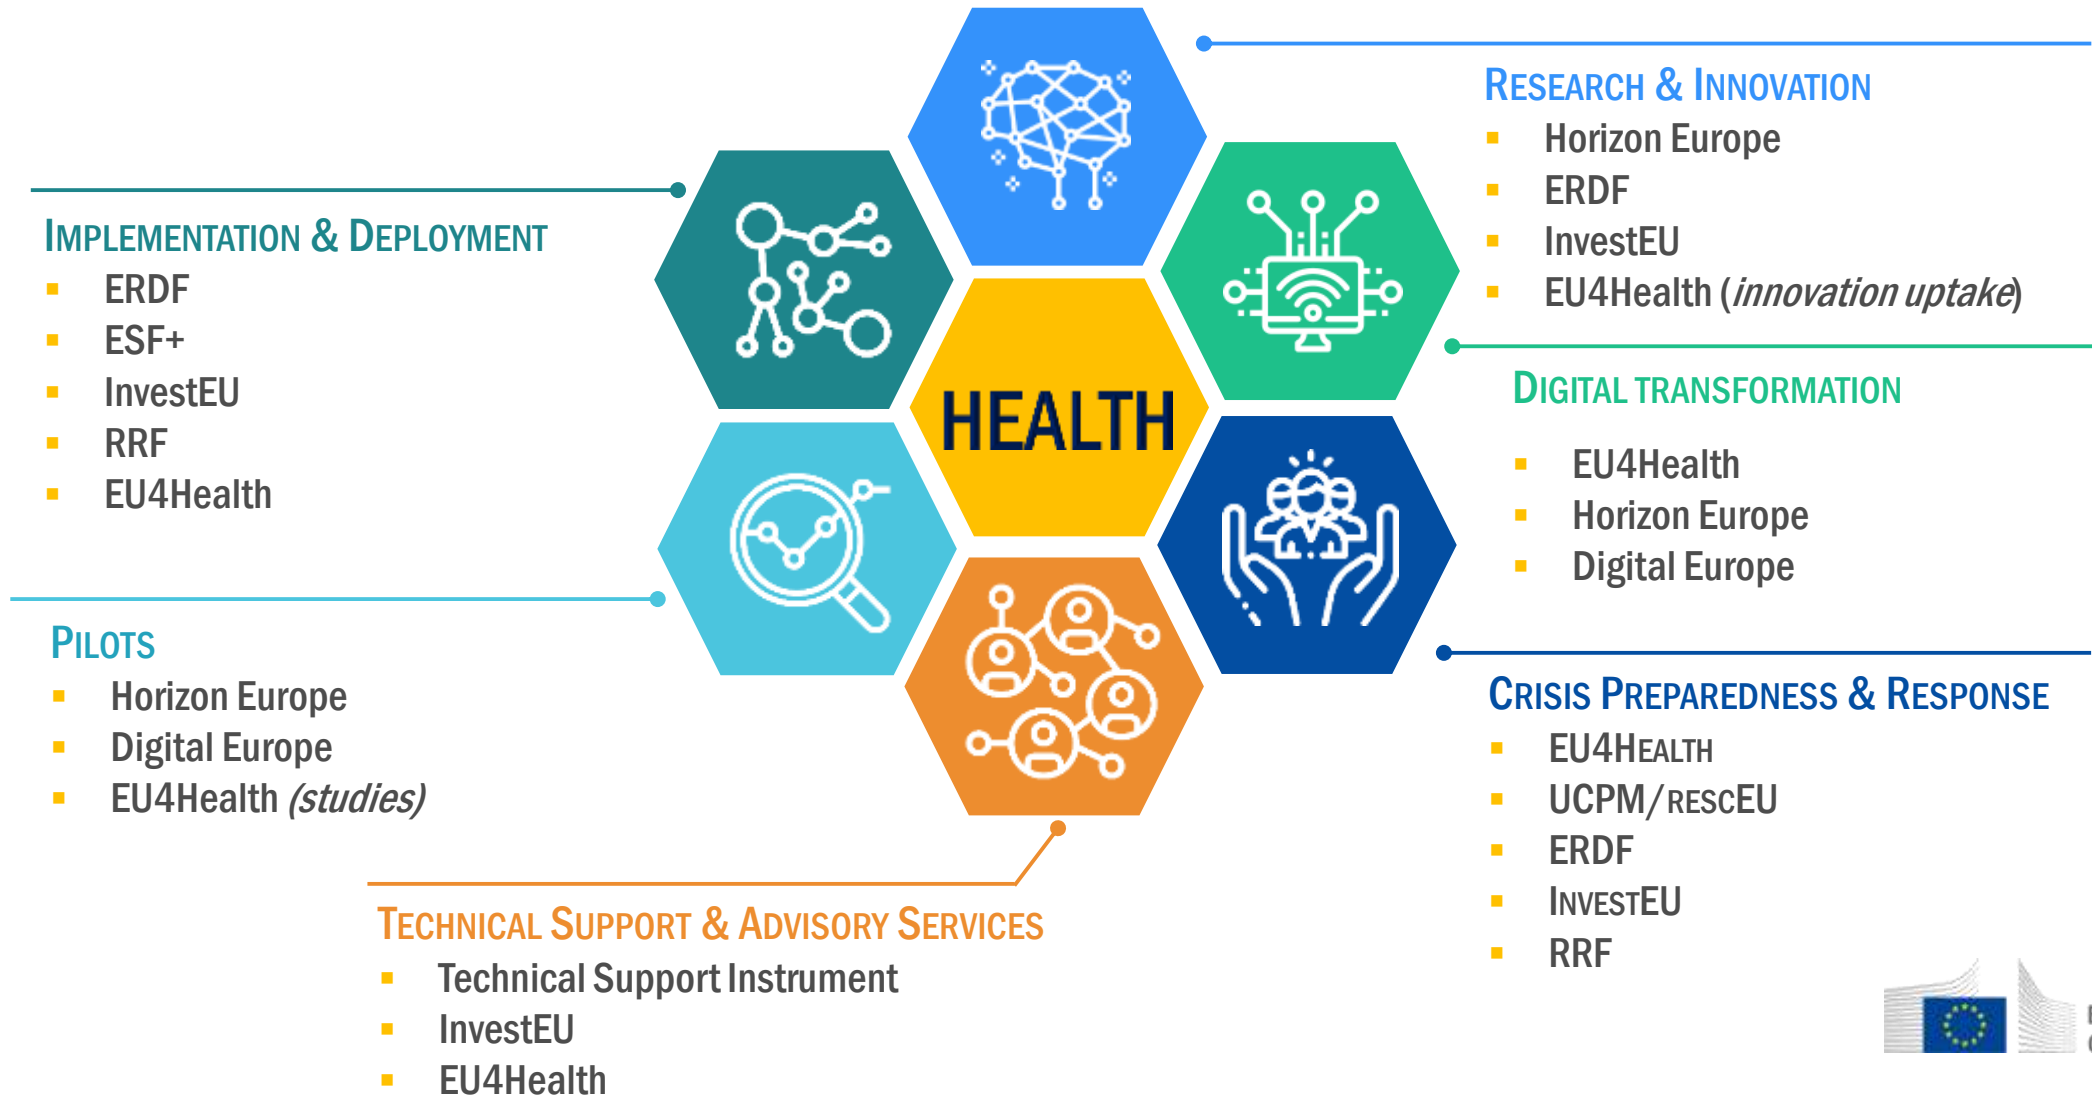 RESEARCH & INNOVATION
Horizon Europe
ERDF
InvestEU
EU4Health (innovation uptake)
IMPLEMENTATION & DEPLOYMENT
ERDF
ESF+
InvestEU
RRF
EU4Health
HEALTH
DIGITAL TRANSFORMATION
EU4Health
Horizon Europe
Digital Europe
PILOTS
Horizon Europe
Digital Europe
EU4Health (studies)
CRISIS PREPAREDNESS & RESPONSE
EU4HEALTH
UCPM/RESCEU
ERDF
INVESTEU
RRF
TECHNICAL SUPPORT & ADVISORY SERVICES
Technical Support Instrument
InvestEU
EU4Health